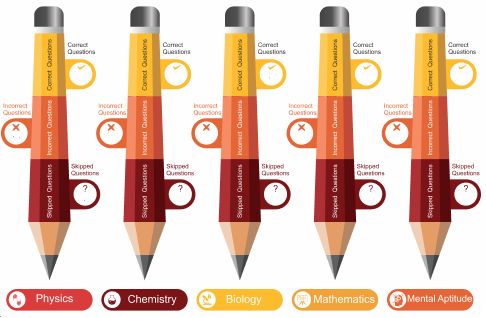 Correct
Questions
Correct
Questions
Correct
Questions
Correct
Questions
Correct
Questions
Correct Questions
Correct Questions
Correct Questions
Correct Questions
Correct Questions
Incorrect
Questions
Incorrect
Questions
Incorrect
Questions
Incorrect
Questions
Incorrect
Questions
Incorrect Questions
Incorrect Questions
Incorrect Questions
Incorrect Questions
Incorrect Questions
Skipped
Questions
Skipped
Questions
Skipped
Questions
Skipped
Questions
Skipped
Questions
Skipped Questions
Skipped Questions
Skipped Questions
Skipped Questions
Skipped Questions
?
?
?
?
?
Physics
Chemistry
Biology
Mathematics
Mental Aptitude